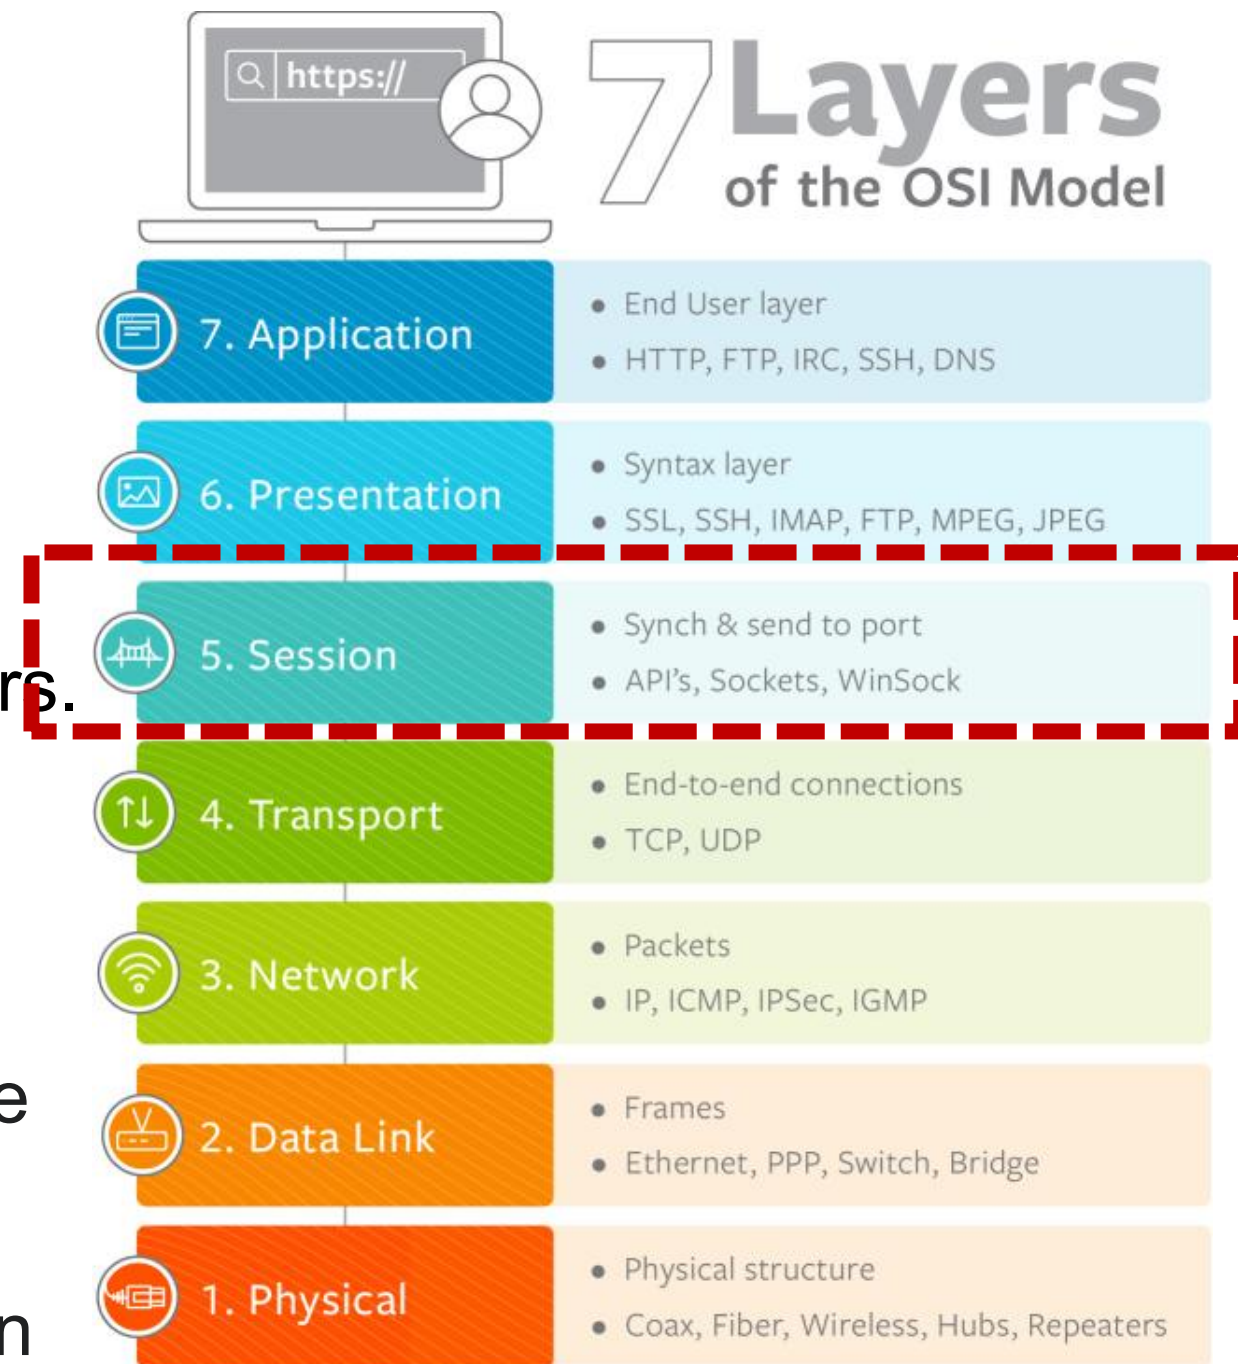 https://
7 Layers
of the OSI Model
7. Application
• End User layer
• HTTP, FTP, IRC, SSH, DNS
6. Presentation
• Syntax layer
• SSL, SSH, IMAP, FTP, MPEG, JPEG
5. Session
• Synch & send to port
• API's, Sockets, WinSock
rs.
4. Transport
• End-to-end connections
• TCP, UDP
3. Network
• Packets
• IP, ICMP, IPSec, IGMP
e
2. Data Link
• Frames
• Ethernet, PPP, Switch, Bridge
1. Physical
• Physical structure
• Coax, Fiber, Wireless, Hubs, Repeaters
n